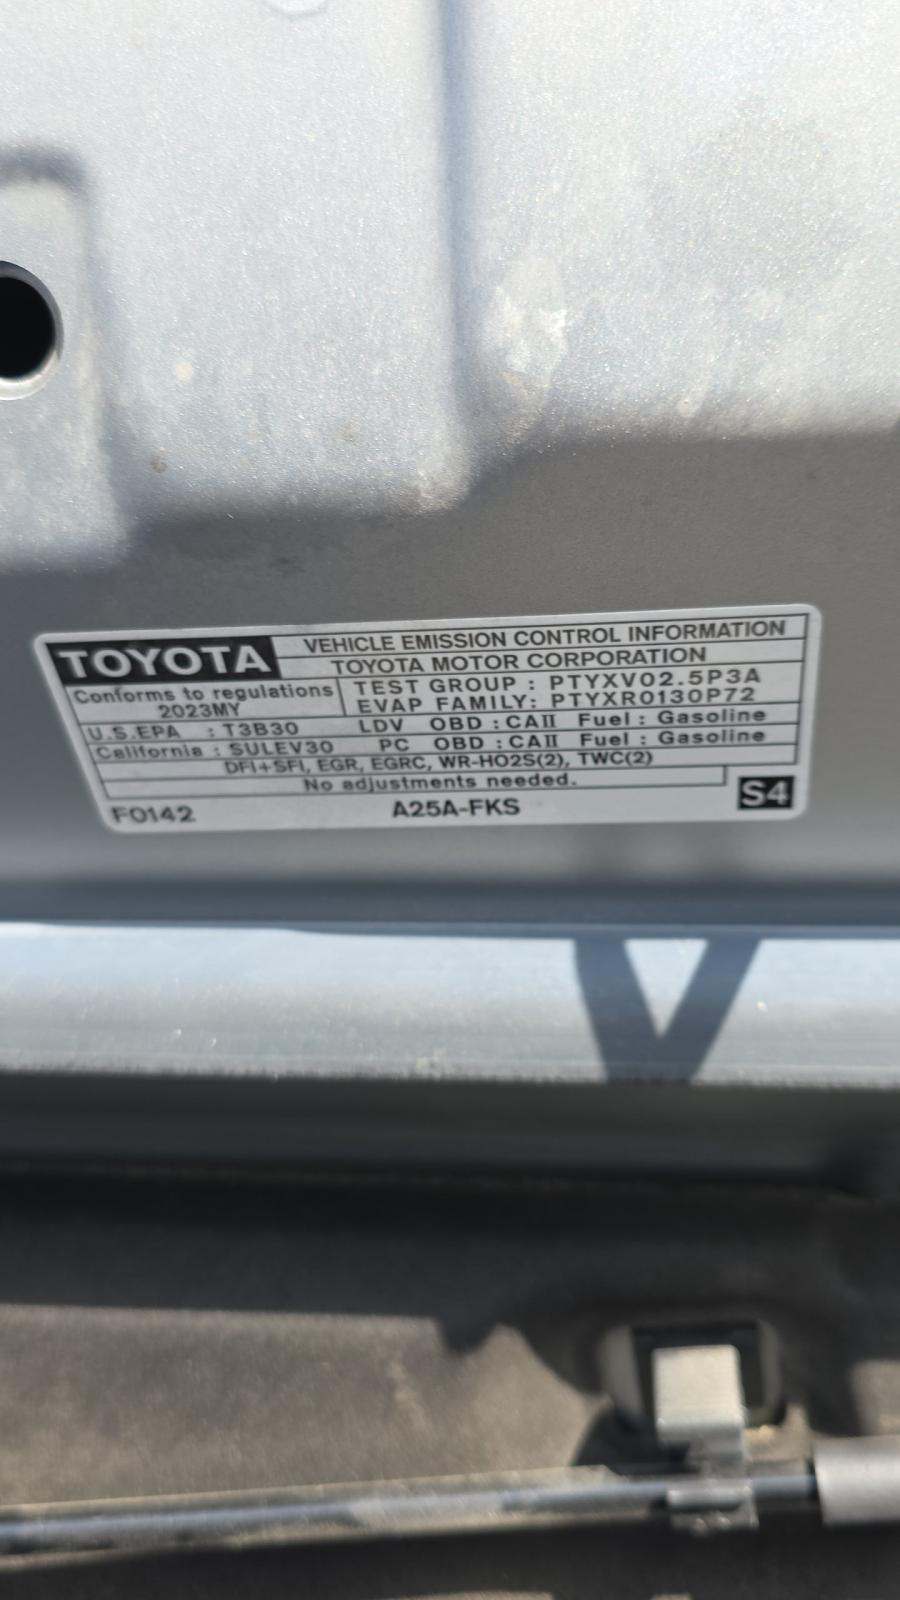 TOYOTA VEHICLE EMISSION CONTROL INFORMATION
TOYOTA MOTOR CORPORATION
Conforms to regulations
2023MY
TEST GROUP : PTYXV02.5P3A
EVAP FAMILY: PTYXR0130P72
U.S.EPA : T3B30 LDV OBD : CAII Fuel : Gasoline
California : SULEV30 PC OBD : CAII Fuel : Gasoline
DFI+SFI, EGR, EGRC, WR-HO2S(2), TWC(2)
No adjustments needed.
F0142 A25A-FKS S4